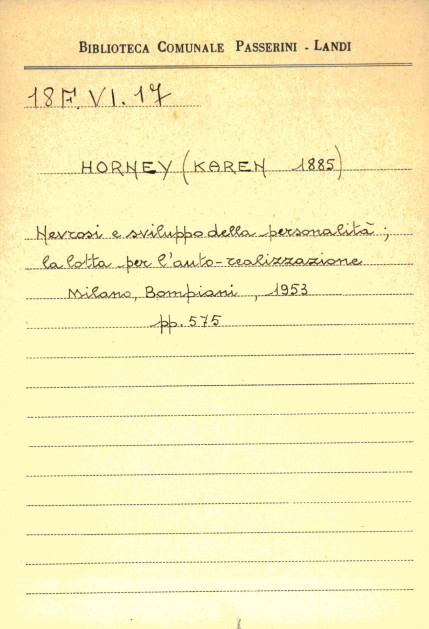 BIBLIOTECA COMUNALE PASSERINI - LANDI
18 F. VI. 17
HORNEY (KAREN 1885)
Nevrosi e sviluppo della personalità ;
la lotta per l'auto-realizzazione
Milano, Bompiani , 1953
pp. 575